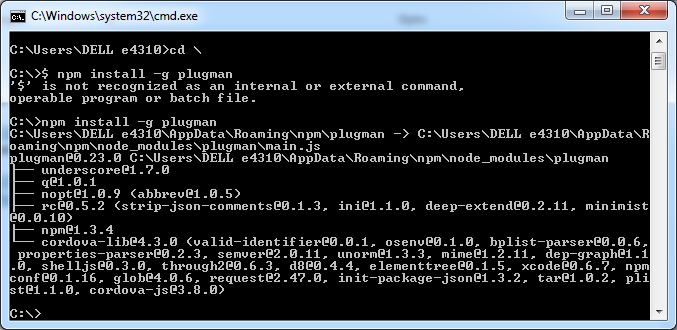 C:\Windows\system32\cmd.exe
C:\Users\DELL e4310>cd \
C:\>$ npm install -g plugman
'$' is not recognized as an internal or external command,
operable program or batch file.
C:\>npm install -g plugman
C:\Users\DELL e4310\AppData\Roaming\npm\plugman -> C:\Users\DELL e4310\AppData\R
oaming\npm\node_modules\plugman\main.js
plugman@0.23.0 C:\Users\DELL e4310\AppData\Roaming\npm\node_modules\plugman
├── underscore@1.7.0
├── q@1.0.1
├── nopt@1.0.9 (abbrev@1.0.5)
├── rc@0.5.2 (strip-json-comments@0.1.3, ini@1.1.0, deep-extend@0.2.11, minimist
@0.0.10)
├── npm@1.3.4
└── cordova-lib@4.3.0 (valid-identifier@0.0.1, osenv@0.1.0, bplist-parser@0.0.6,
 properties-parser@0.2.3, semver@2.0.11, unorm@1.3.3, mime@1.2.11, dep-graph@1.1
.0, shelljs@0.3.0, through2@0.6.3, d8@0.4.4, elementtree@0.1.5, xcode@0.6.7, npm
conf@0.1.16, glob@4.0.6, request@2.47.0, init-package-json@1.3.2, tar@1.0.2, pli
st@1.1.0, cordova-js@3.8.0)
C:\>